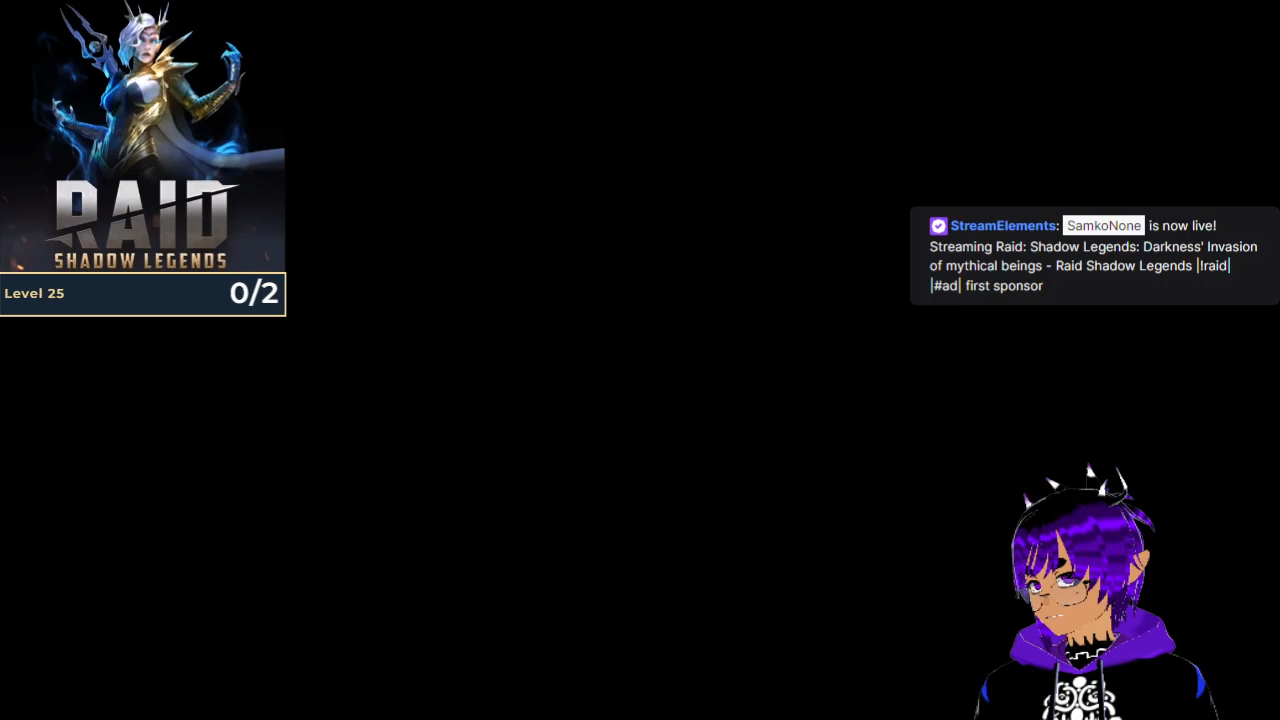 RAID
SHADOW LEGENDS
Level 25 0/2
StreamElements: SamkoNone is now live!
Streaming Raid: Shadow Legends: Darkness' Invasion
of mythical beings - Raid Shadow Legends |!raid|
|#ad| first sponsor